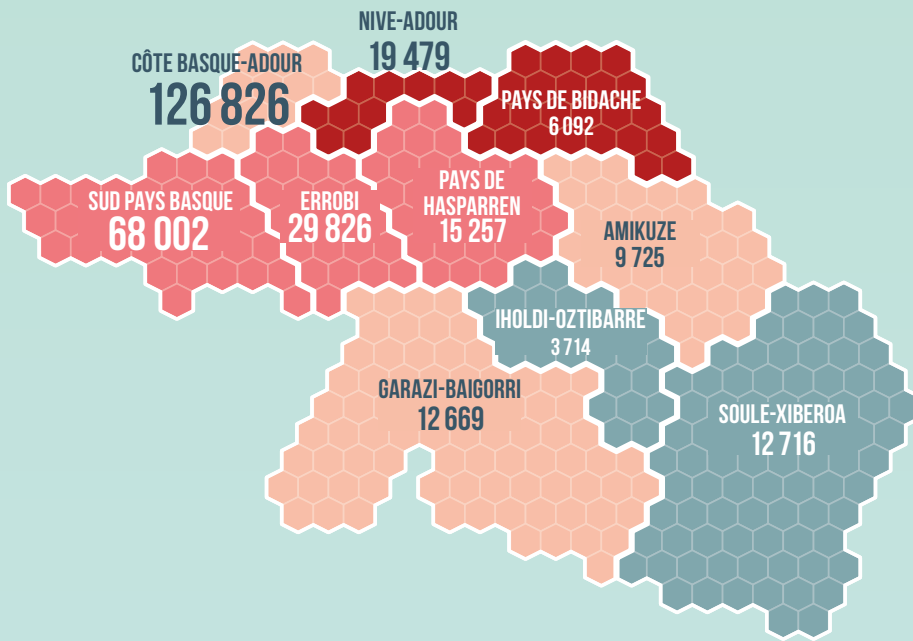 NIVE-ADOUR
19 479
CÔTE BASQUE-ADOUR
126 826
PAYS DE BIDACHE
6 092
SUD PAYS BASQUE
68 002
ERROBI
29 826
PAYS DE
HASPARREN
15 257
AMIKUZE
9 725
IHOLDI-OZTIBARRE
3 714
GARAZI-BAIGORRI
12 669
SOULE-XIBEROA
12 716